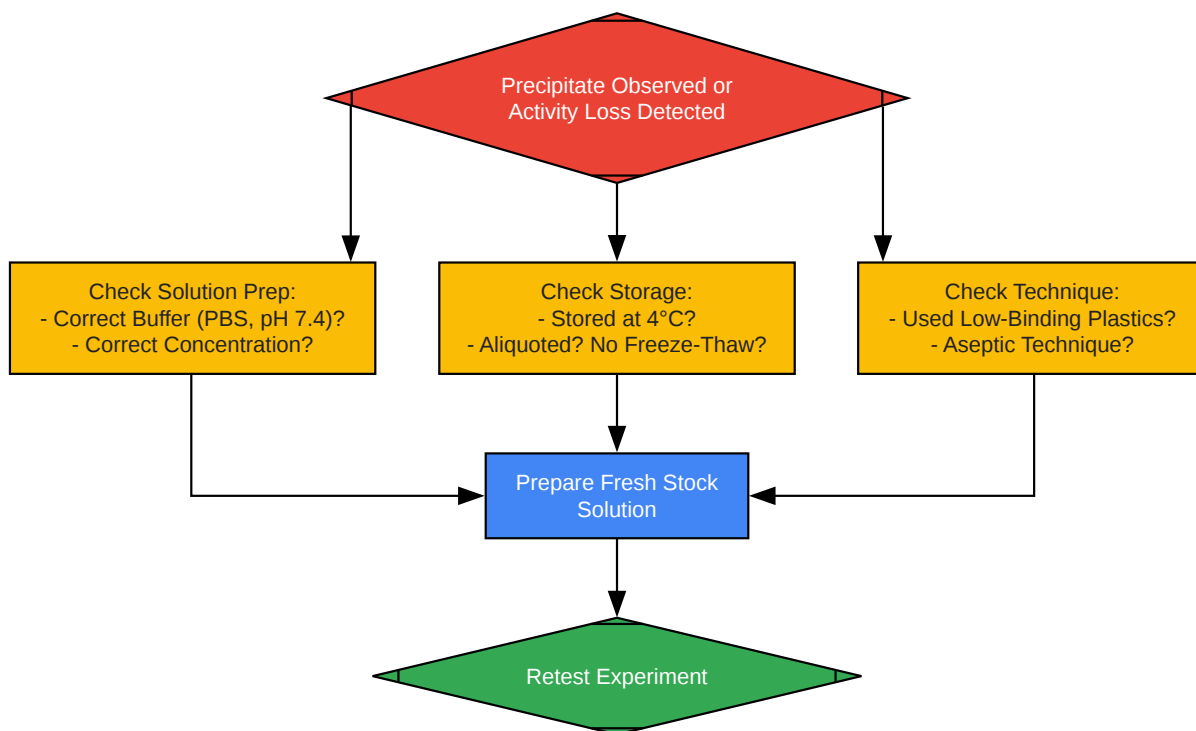 Precipitate Observed or
Activity Loss Detected
Check Solution Prep:
- Correct Buffer (PBS, pH 7.4)?
- Correct Concentration?
Check Storage:
- Stored at 4°C?
- Aliquoted? No Freeze-Thaw?
Check Technique:
- Used Low-Binding Plastics?
- Aseptic Technique?
Prepare Fresh Stock
Solution
Retest Experiment